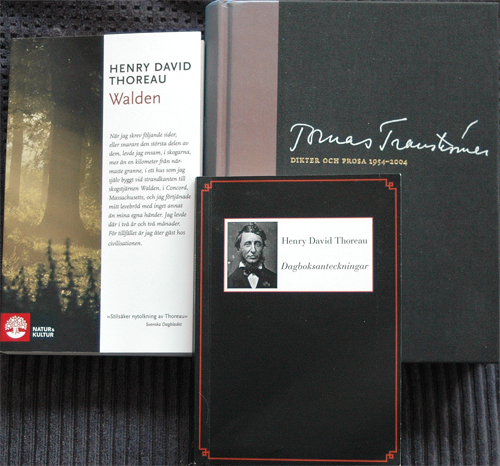 HENRY DAVID
THOREAU
Walden
När jag skrev följande sidor,
eller snarare den största delen av
dem, levde jag ensam, i skogarna,
mer än en kilometer från när-
maste granne, i ett hus som jag
själv byggt vid strandkanten till
skogstjärnen Walden, i Concord,
Massachusetts, och jag förtjänade
mitt levebröd med inget annat
än mina egna händer. Jag levde
där i två år och två månader.
För tillfället är jag åter gäst hos
civilisationen.
»Stilsäker nytolkning av Thoreau«
Svenska Dagbladet
NATUR &
KULTUR
Tomas Tranströmer
DIKTER OCH PROSA 1954–2004
Henry David Thoreau
Dagboksanteckningar